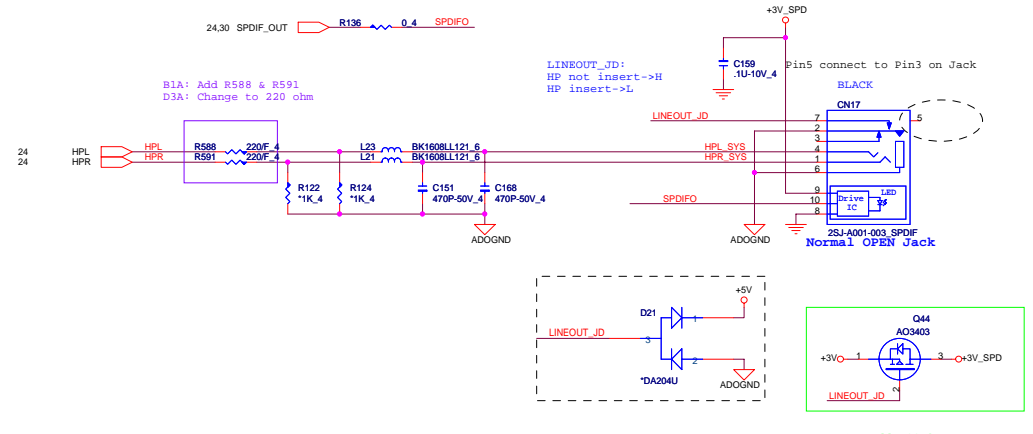 +3V_SPD
24,30 SPDIF_OUT R136 0_4 SPDIFO
LINEOUT_JD:
HP not insert->H
HP insert->L
C159
.1U-10V_4
Pin5 connect to Pin3 on Jack
BLACK
B1A: Add R588 & R591
D3A: Change to 220 ohm
CN17
LINEOUT_JD 7 5
2
3
24 HPL HPL R588 220/F_4 L23 BK1608LL121_6 HPL_SYS 4
24 HPR HPR R591 220/F_4 L21 BK1608LL121_6 HPR_SYS 1
6
R122
*1K_4
R124
*1K_4
C151
470P-50V_4
C168
470P-50V_4
9
SPDIFO 10
8
Drive
IC
LED
ADOGND
ADOGND
2SJ-A001-003_SPDIF
Normal OPEN Jack
+5V
D21
1
LINEOUT_JD 3
2
*DA204U
ADOGND
Q44
AO3403
+3V 1 3 +3V_SPD
2
LINEOUT_JD